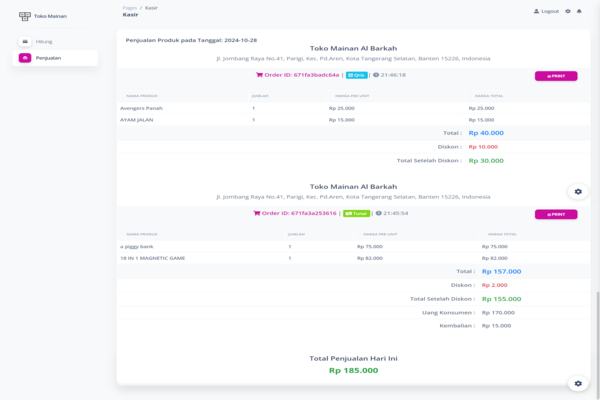 Toko Mainan
Pages / Kasir
Kasir
Logout
Hitung
Penjualan
Penjualan Produk pada Tanggal: 2024-10-28
Toko Mainan Al Barkah
Jl. Jombang Raya No.41, Parigi, Kec. Pd.Aren, Kota Tangerang Selatan, Banten 15226, Indonesia
Order ID: 671fa3badc64a | Qris | 21:46:18
PRINT
NAMA PRODUK JUMLAH HARGA PER UNIT HARGA TOTAL
Avengers Panah 1 Rp 25.000 Rp 25.000
AYAM JALAN 1 Rp 15.000 Rp 15.000
Total : Rp 40.000
Diskon : Rp 10.000
Total Setelah Diskon : Rp 30.000
Toko Mainan Al Barkah
Jl. Jombang Raya No.41, Parigi, Kec. Pd.Aren, Kota Tangerang Selatan, Banten 15226, Indonesia
Order ID: 671fa3a253616 | Tunai | 21:45:54
PRINT
NAMA PRODUK JUMLAH HARGA PER UNIT HARGA TOTAL
a piggy bank 1 Rp 75.000 Rp 75.000
18 IN 1 MAGNETIC GAME 1 Rp 82.000 Rp 82.000
Total : Rp 157.000
Diskon : Rp 2.000
Total Setelah Diskon : Rp 155.000
Uang Konsumen : Rp 170.000
Kembalian : Rp 15.000
Total Penjualan Hari Ini
Rp 185.000